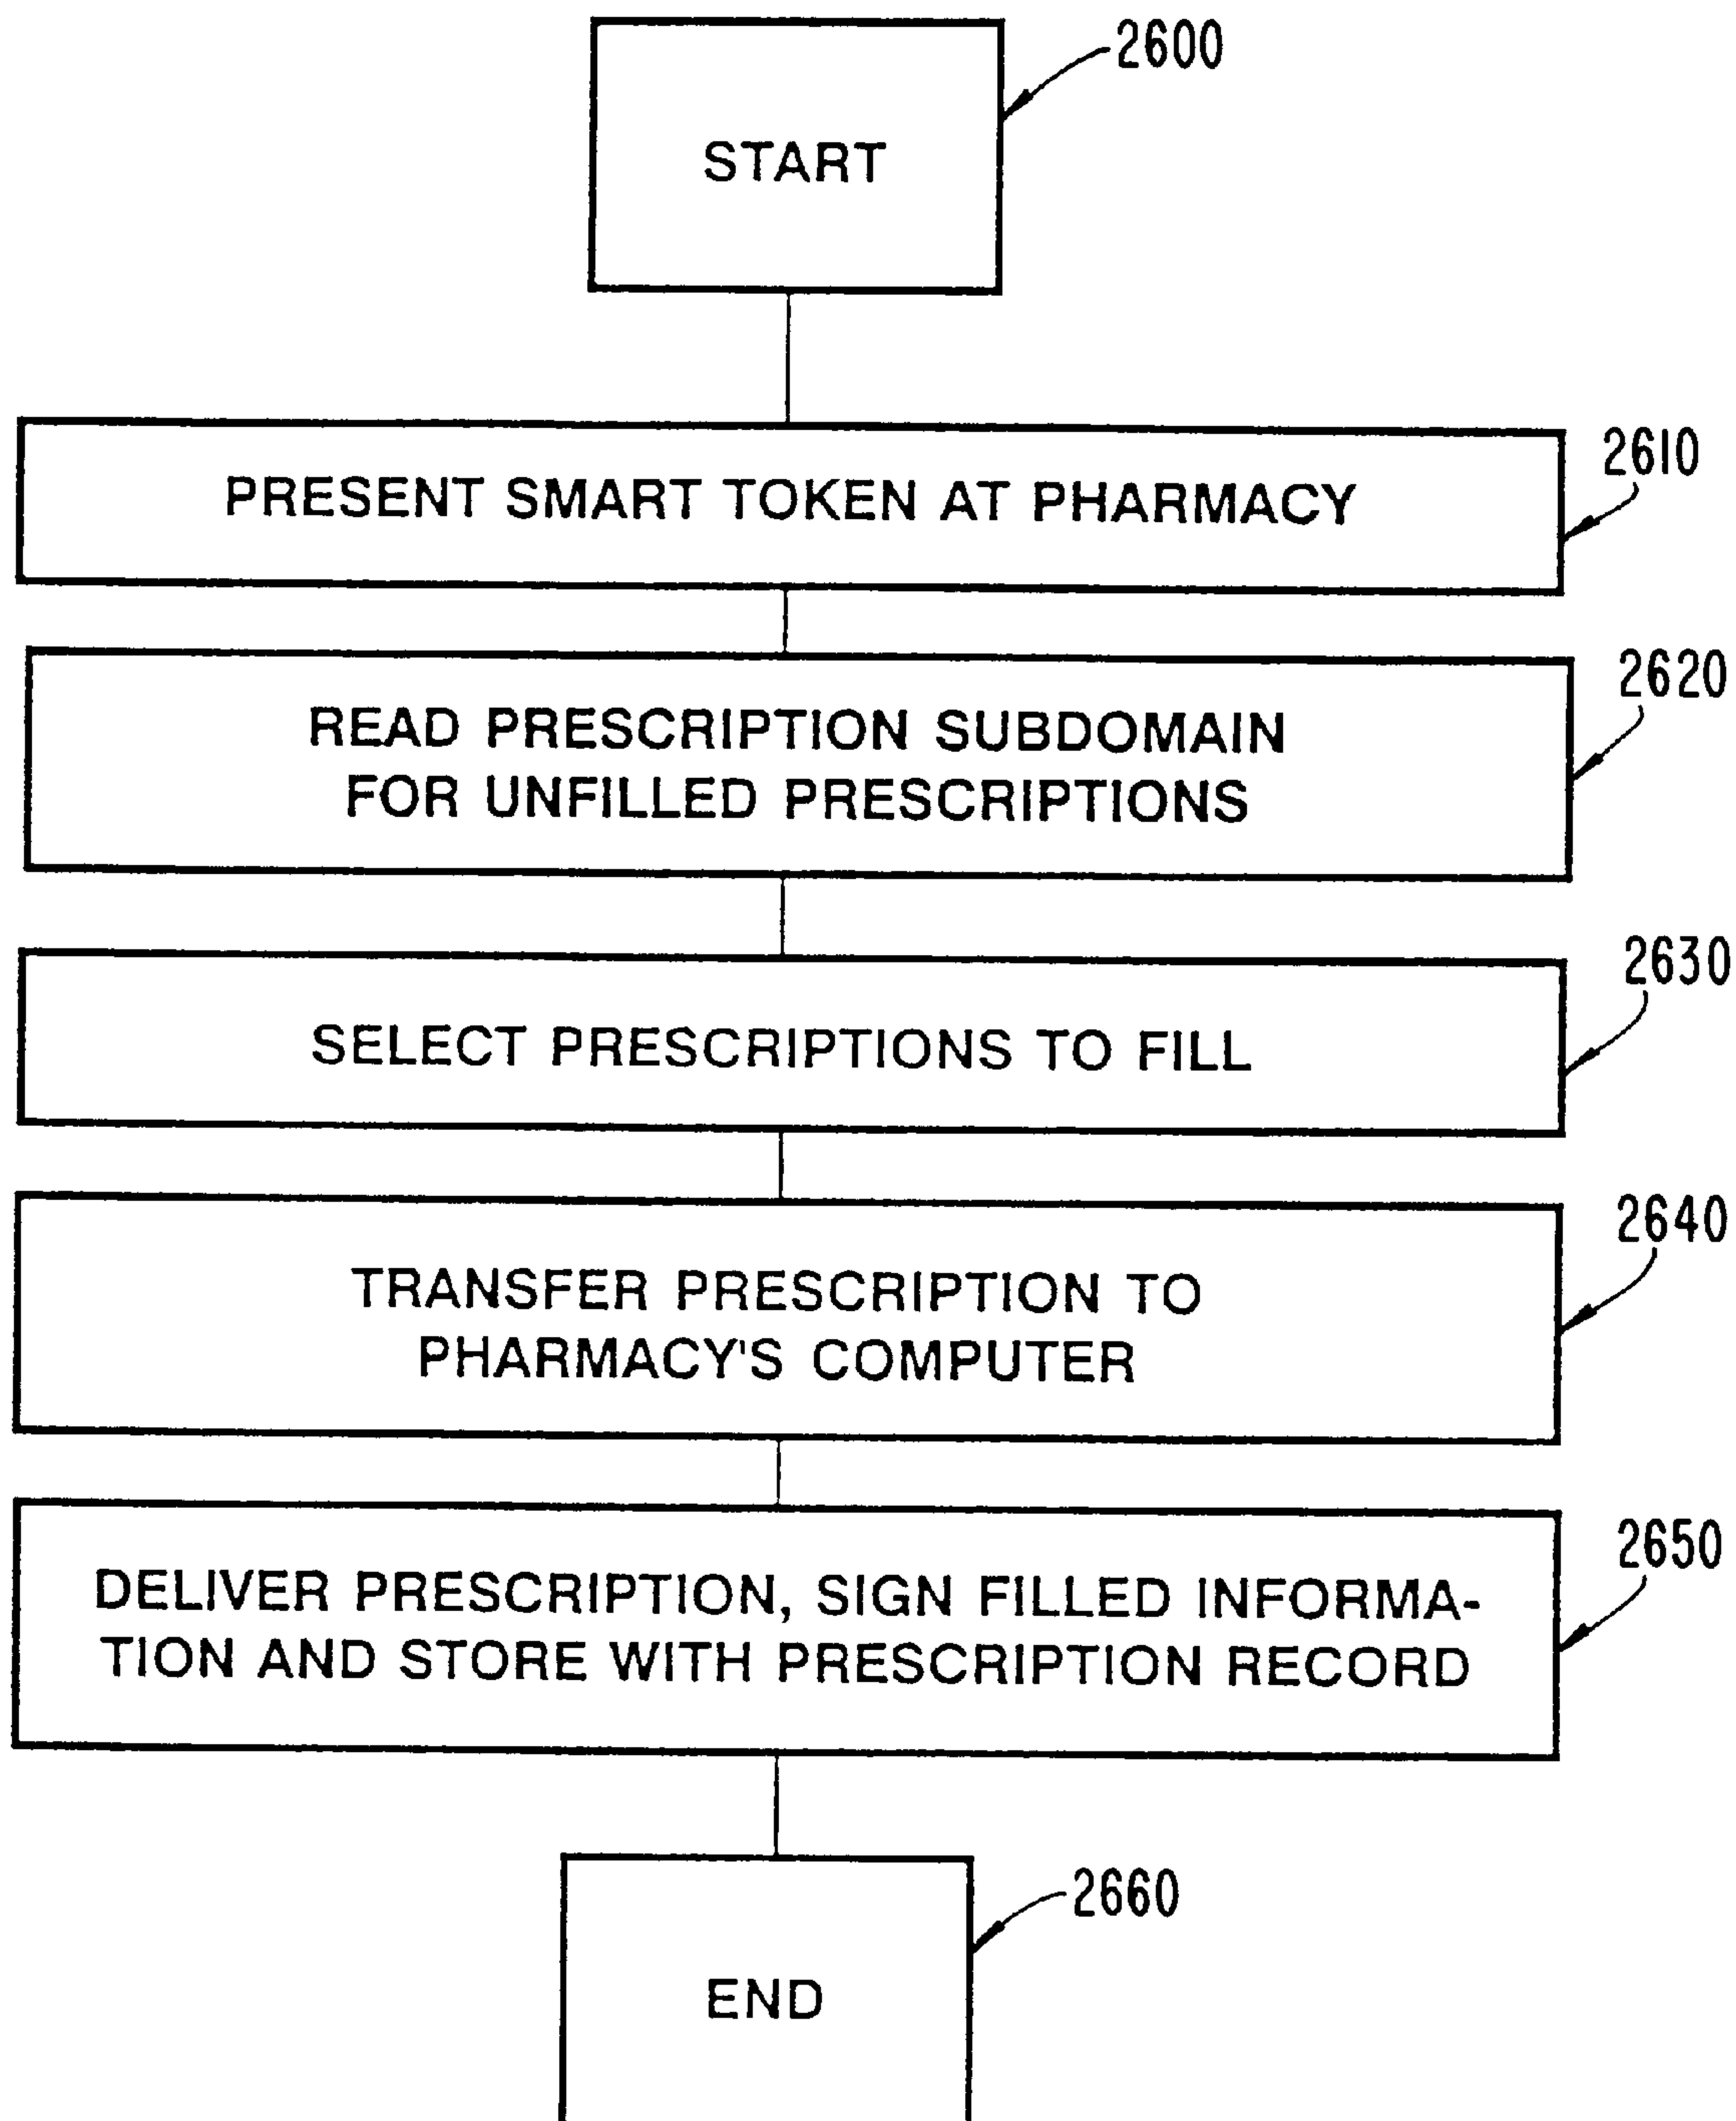 2600
START
2610
PRESENT SMART TOKEN AT PHARMACY
2620
READ PRESCRIPTION SUBDOMAIN
FOR UNFILLED PRESCRIPTIONS
2630
SELECT PRESCRIPTIONS TO FILL
2640
TRANSFER PRESCRIPTION TO
PHARMACY'S COMPUTER
2650
DELIVER PRESCRIPTION, SIGN FILLED INFORMA-
TION AND STORE WITH PRESCRIPTION RECORD
2660
END